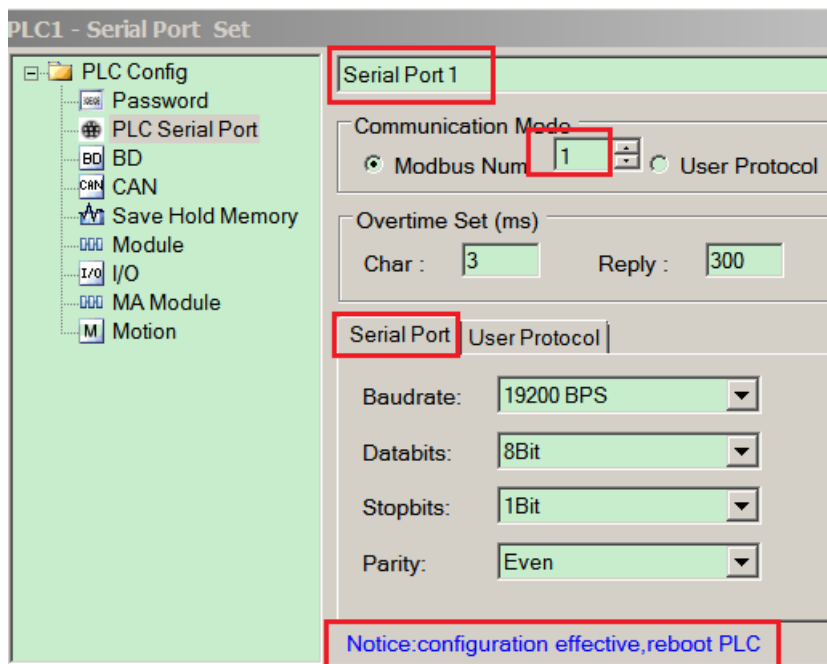 PLC1 - Serial Port Set
PLC Config
Password
PLC Serial Port
BD BD
CAN CAN
Save Hold Memory
Module
I/O I/O
MA Module
M Motion
Serial Port 1
Communication Mode
Modbus Num 1 User Protocol
Overtime Set (ms)
Char : 3 Reply : 300
Serial Port User Protocol
Baudrate: 19200 BPS
Databits: 8Bit
Stopbits: 1Bit
Parity: Even
Notice:configuration effective,reboot PLC